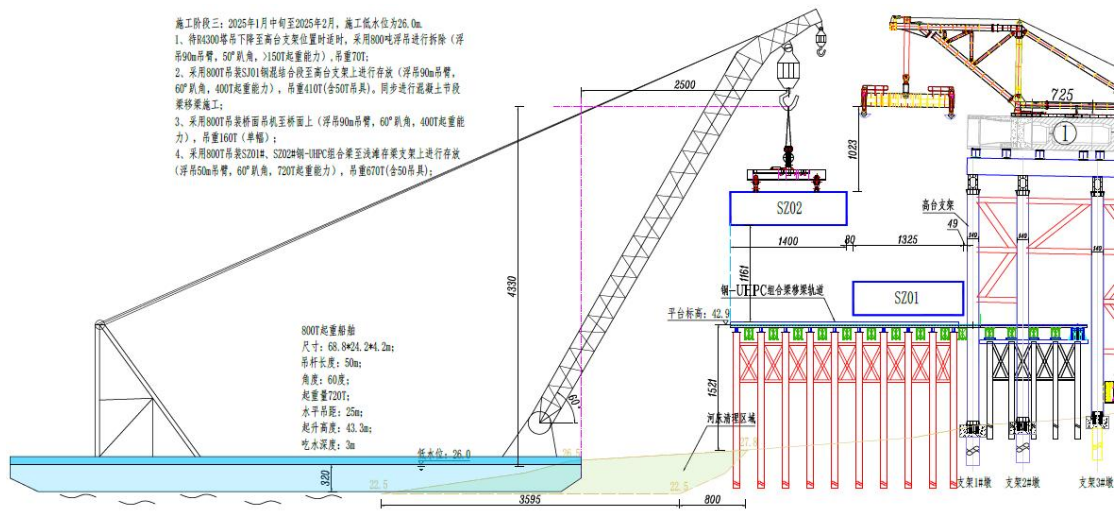 施工阶段三：2025年1月中旬至2025年2月，施工低水位为26.0m。
1、待R4300塔吊下降至高台支架位置时延时，采用800吨浮吊进行拆除（浮
吊90m吊臂，50°趴角，>150T起重能力），吊重70T；
2、采用800T吊装SJ01钢混结合段至高台支架上进行存放（浮吊90m吊臂，
60°趴角，400T起重能力），吊重410T(含50T吊具)。同步进行混凝土节段
梁移梁施工；
3、采用800T吊装桥面吊机至桥面上（浮吊90m吊臂，60°趴角，400T起重能
力），吊重160T（单幅）；
4、采用800T吊装SZ01#、SZ02#钢-UHPC组合梁至浅滩存梁支架上进行存放
（浮吊50m吊臂，60°趴角，720T起重能力），吊重670T(含50吊具)；
2500
725
1
1023
4330
SZ02
高台支架
49
1400
80
1325
1161
140
140
140
钢-UHPC组合梁移梁轨道
SZ01
平台标高：42.9
800T起重船舶
尺寸：68.8*24.2*4.2m；
吊杆长度：50m；
角度：60度；
起重量720T；
水平吊距：25m；
起升高度：43.3m；
吃水深度：3m
60°
1521
河床清理区域
27.8
低水位：26.0
26.5
320
22.5
22.5
3595
800
支架1#墩
支架2#墩
支架3#墩